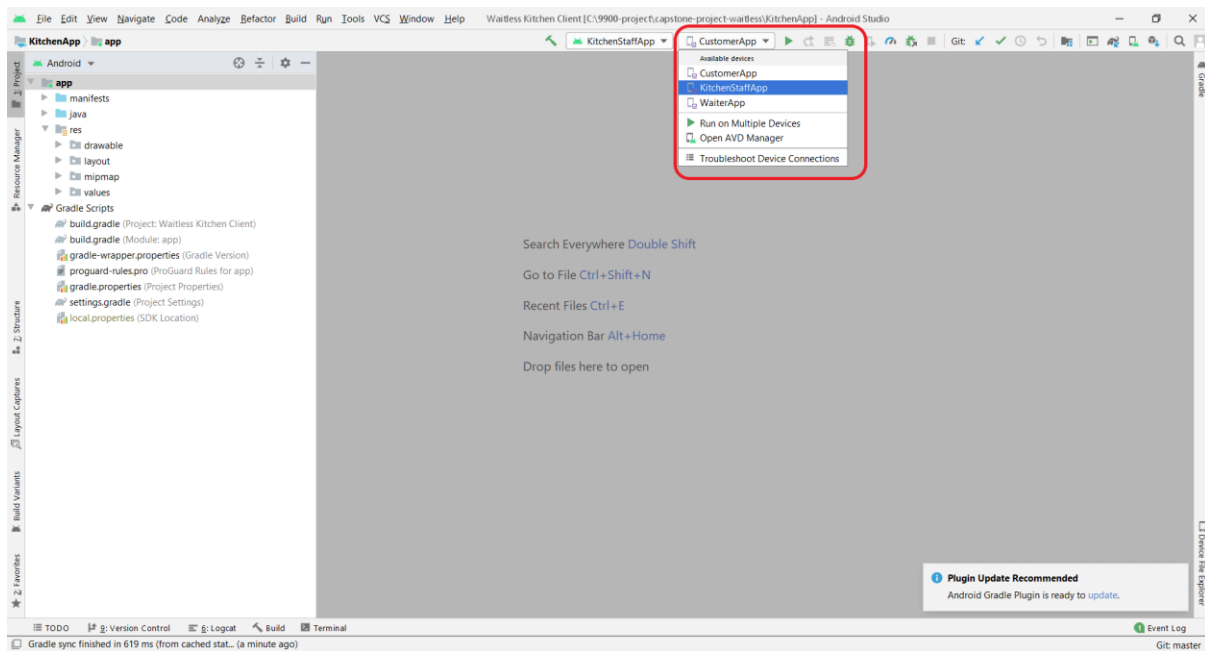 File Edit View Navigate Code Analyze Refactor Build Run Tools VCS Window Help Waitless Kitchen Client [C:\9900-project\capstone-project-waitless\KitchenApp] - Android Studio
KitchenApp app KitchenStaffApp CustomerApp Git:
Android
app
manifests
java
res
drawable
layout
mipmap
values
Gradle Scripts
build.gradle (Project: Waitless Kitchen Client)
build.gradle (Module: app)
gradle-wrapper.properties (Gradle Version)
proguard-rules.pro (ProGuard Rules for app)
gradle.properties (Project Properties)
settings.gradle (Project Settings)
local.properties (SDK Location)
1: Project
Resource Manager
Z: Structure
Layout Captures
Build Variants
2: Favorites
Available devices
CustomerApp
KitchenStaffApp
WaiterApp
Run on Multiple Devices
Open AVD Manager
Troubleshoot Device Connections
Search Everywhere Double Shift
Go to File Ctrl+Shift+N
Recent Files Ctrl+E
Navigation Bar Alt+Home
Drop files here to open
Gradle
Device File Explorer
Plugin Update Recommended
Android Gradle Plugin is ready to update.
TODO 9: Version Control 6: Logcat Build Terminal 1 Event Log
Gradle sync finished in 619 ms (from cached stat... (a minute ago) Git: master